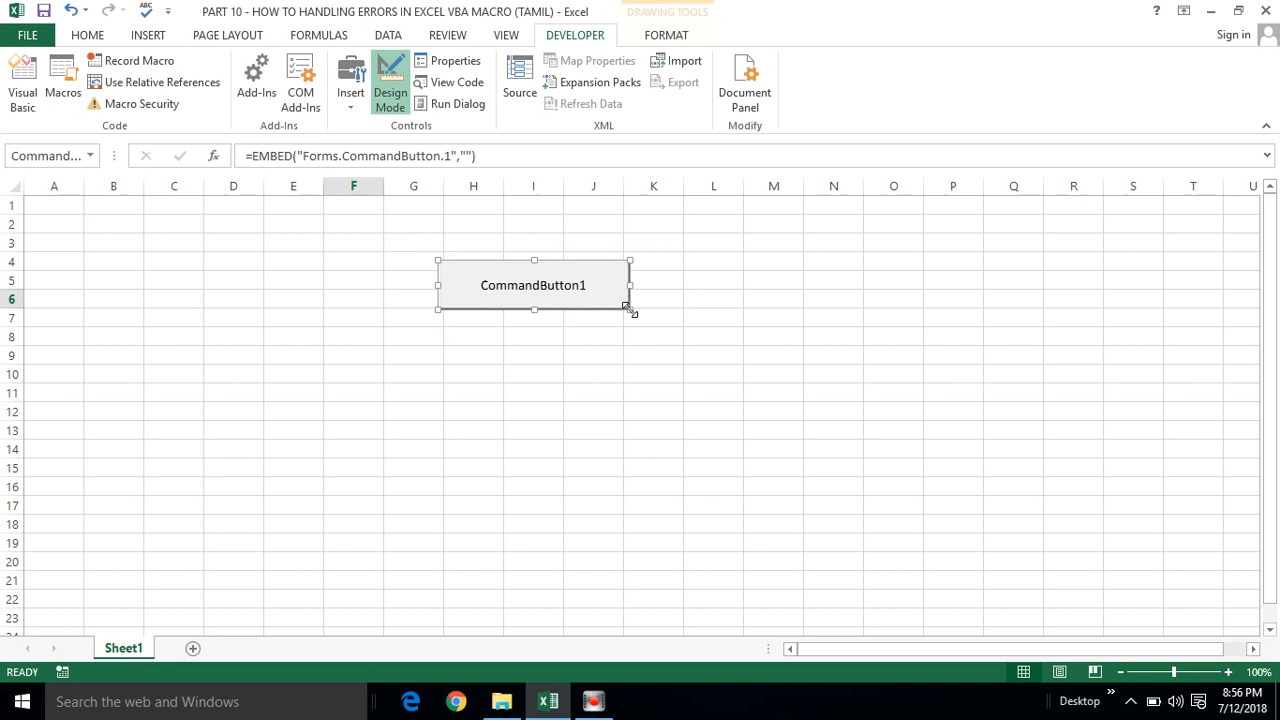 PART 10 - HOW TO HANDLING ERRORS IN EXCEL VBA MACRO (TAMIL) - Excel
DRAWING TOOLS
ABC
?
FILE HOME INSERT PAGE LAYOUT FORMULAS DATA REVIEW VIEW DEVELOPER FORMAT Sign in
Visual Basic
Macros
Record Macro
Use Relative References
Macro Security
Code
Add-Ins
COM Add-Ins
Add-Ins
Insert
Design Mode
Properties
View Code
Run Dialog
Controls
Source
Map Properties
Expansion Packs
Refresh Data
Import
Export
XML
Document Panel
Modify
Command...
fx
=EMBED("Forms.CommandButton.1","")
A B C D E F G H I J K L M N O P Q R S T U
1
2
3
4
5
6
7
8
9
10
11
12
13
14
15
16
17
18
19
20
21
22
23
24
CommandButton1
Sheet1
READY
100%
Search the web and Windows
Desktop
8:56 PM
7/12/2018